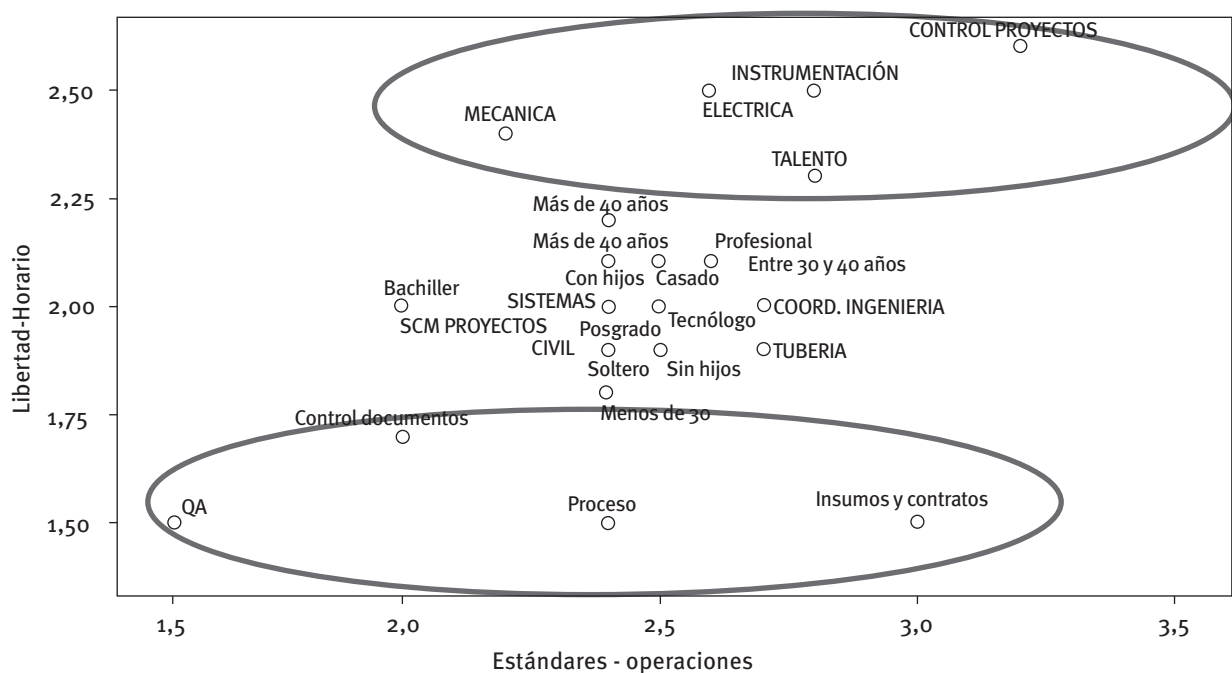 CONTROL PROYECTOS
INSTRUMENTACIÓN
2,50
ELECTRICA
MECANICA
TALENTO
2,25
Más de 40 años
Más de 40 años
Profesional
Entre 30 y 40 años
Con hijos
Casado
Bachiller
2,00
SISTEMAS
COORD. INGENIERIA
SCM PROYECTOS
Posgrado
Tecnólogo
CIVIL
TUBERIA
Soltero
Sin hijos
1,75
Menos de 30
Control documentos
QA
Proceso
Insumos y contratos
1,50
Libertad-Horario
1,5
2,0
2,5
3,0
3,5
Estándares - operaciones